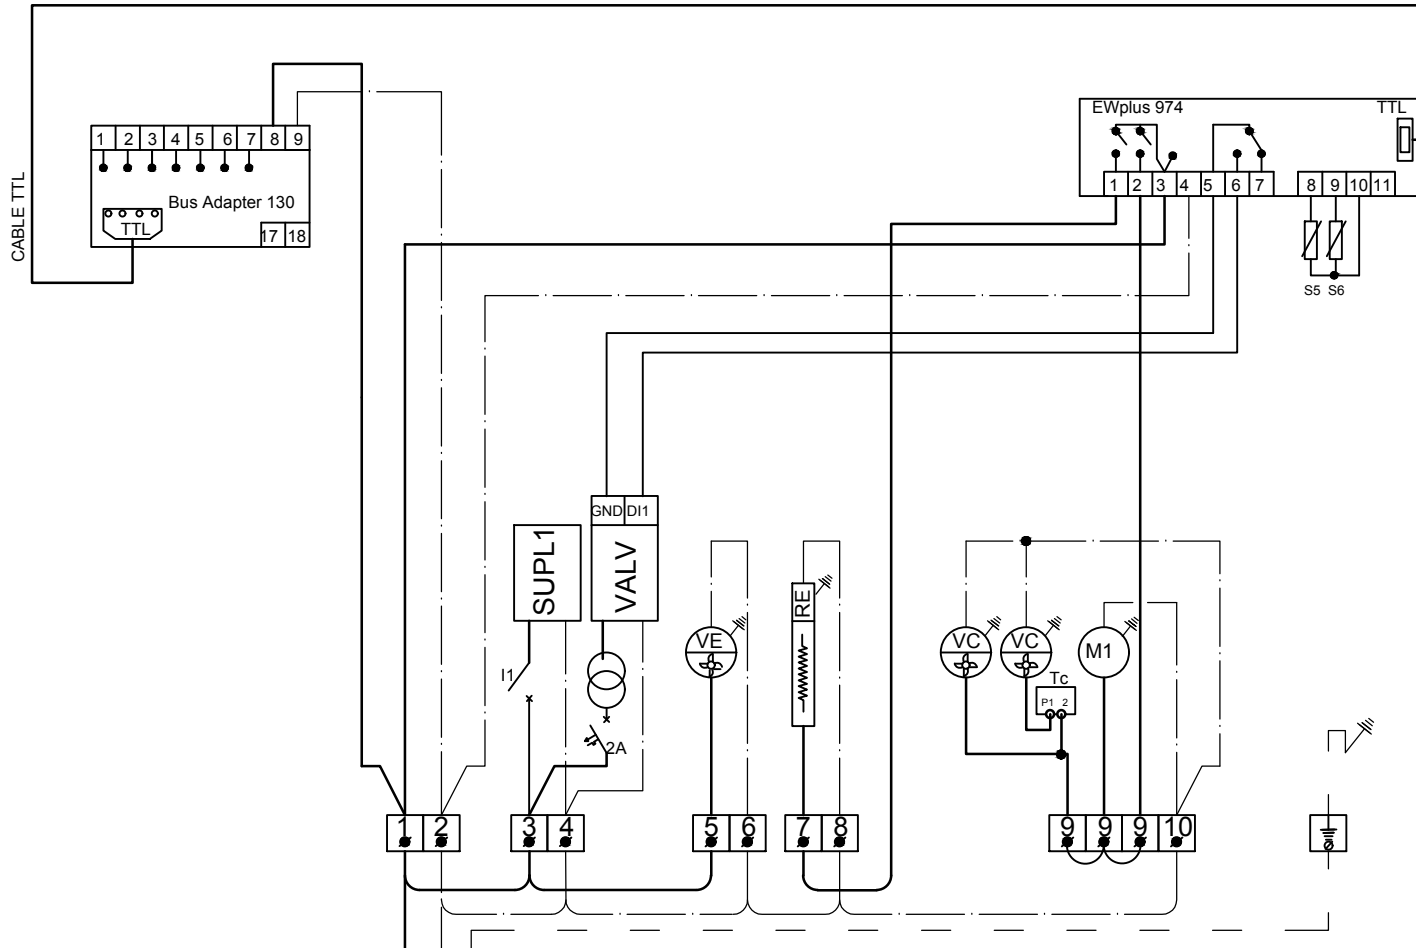 EWplus 974
TTL
1 2 3 4 5 6 7 8 9
1 2 3 4 5 6 7
8 9 10 11
Bus Adapter 130
TTL
17 18
CABLE TTL
S5 S6
GND DI1
SUPL1
VALV
RE
VE
VC
VC
M1
I1
Tc
P1 2
2A
1 2
3 4
5 6
7 8
9 9 9 10